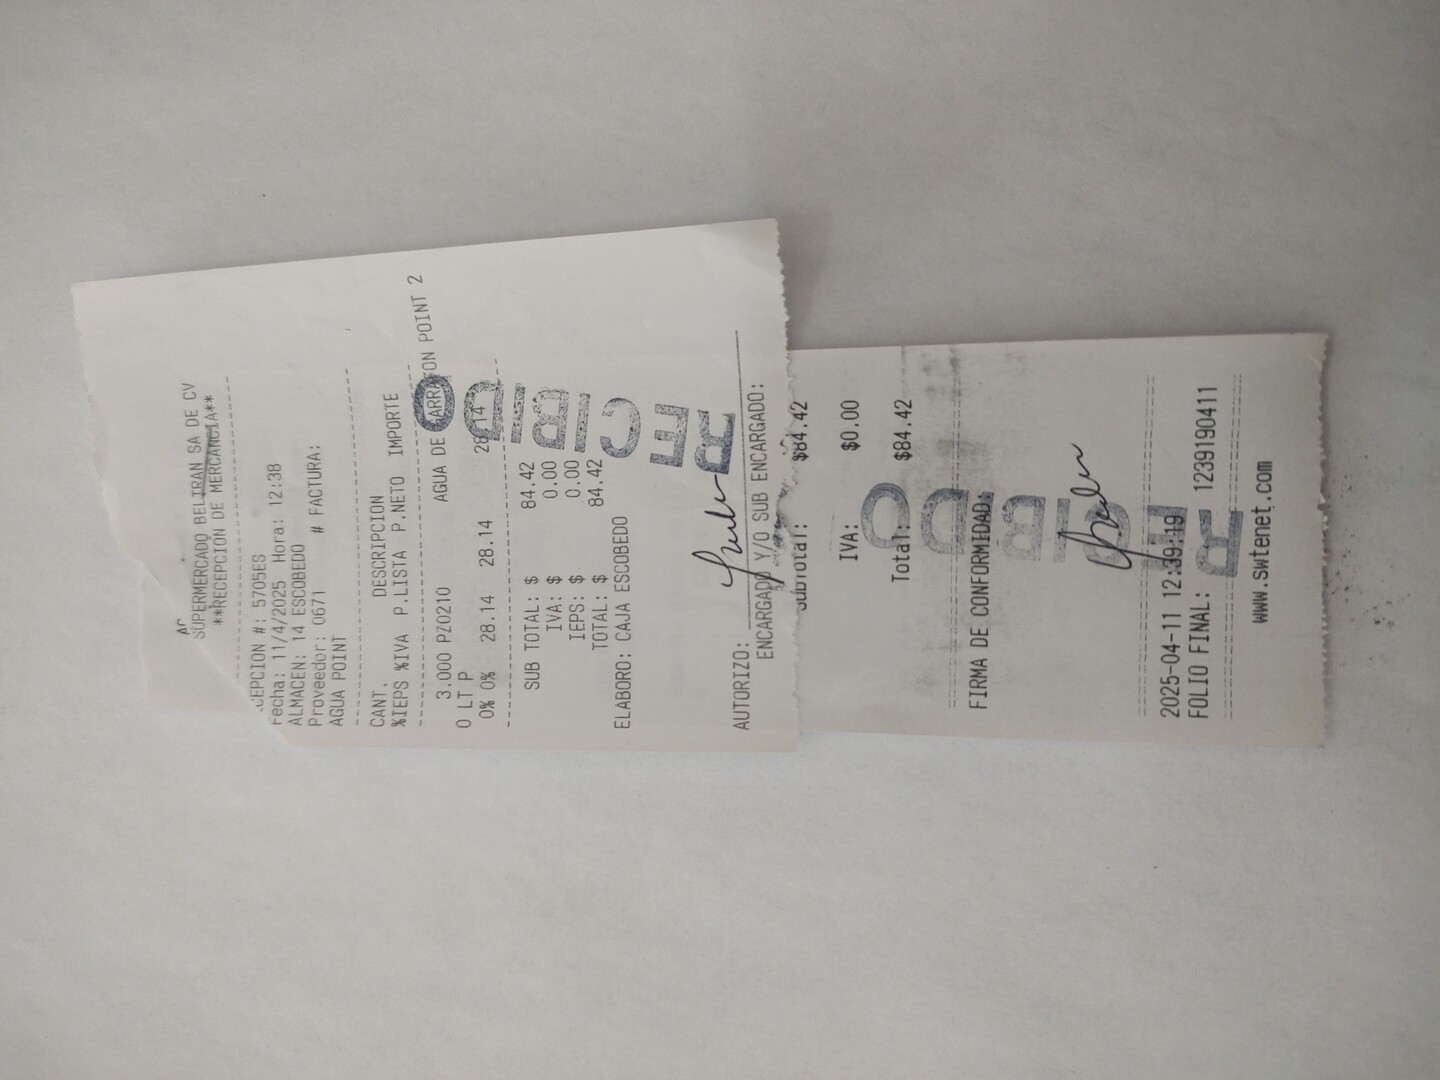 SUPERMERCADO BELTRAN SA DE CV
**RECEPCION DE MERCANCIA**
CEPCION #: 5705ES
Fecha: 11/4/2025 Hora: 12:38
ALMACEN: 14 ESCOBEDO
Proveedor: 0671 # FACTURA:
AGUA POINT
CANT. DESCRIPCION
%IEPS %IVA P.LISTA P.NETO IMPORTE
3.000 PZ0210 AGUA DE GARRAFON POINT 2
0 LT P
0% 0% 28.14 28.14 28.14
SUB TOTAL: $ 84.42
IVA: $ 0.00
IEPS: $ 0.00
TOTAL: $ 84.42
ELABORO: CAJA ESCOBEDO
RECIBIDO
AUTORIZO:
ENCARGADO Y/O SUB ENCARGADO:
Subtotal: $84.42
IVA: $0.00
Total: $84.42
FIRMA DE CONFORMIDAD.
RECIBIDO
2025-04-11 12:39:19
FOLIO FINAL: 1239190411
www.swtenet.com